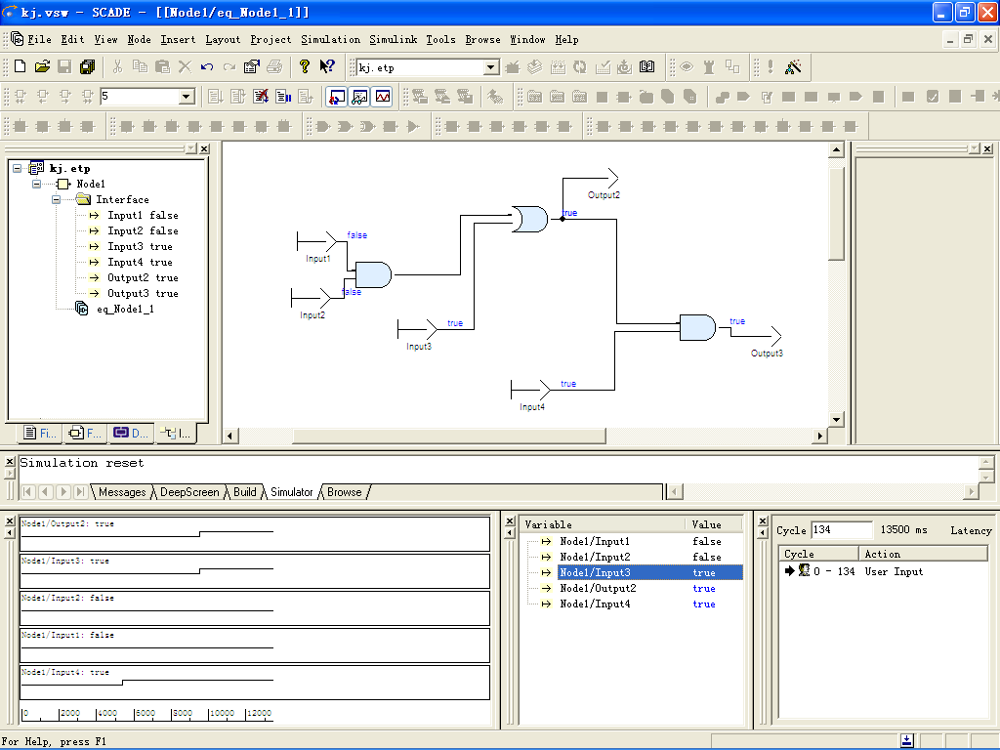 kj.vsw - SCADE - [[Node1/eq_Node1_1]]
File Edit View Node Insert Layout Project Simulation Simulink Tools Browse Window Help
kj.etp
5
kj.etp
Node1
Interface
Input1 false
Input2 false
Input3 true
Input4 true
Output2 true
Output3 true
eq_Node1_1
Fi... F... D... I...
Output2
true
false
Input1
false
Input2
true
Input3
true
Output3
true
Input4
Simulation reset
Messages DeepScreen Build Simulator Browse
Node1/Output2: true
Node1/Input3: true
Node1/Input2: false
Node1/Input1: false
Node1/Input4: true
0 2000 4000 6000 8000 10000 12000
Variable Value
Node1/Input1 false
Node1/Input2 false
Node1/Input3 true
Node1/Output2 true
Node1/Input4 true
Cycle 134 13500 ms Latency
Cycle Action
0 - 134 User Input
For Help, press F1